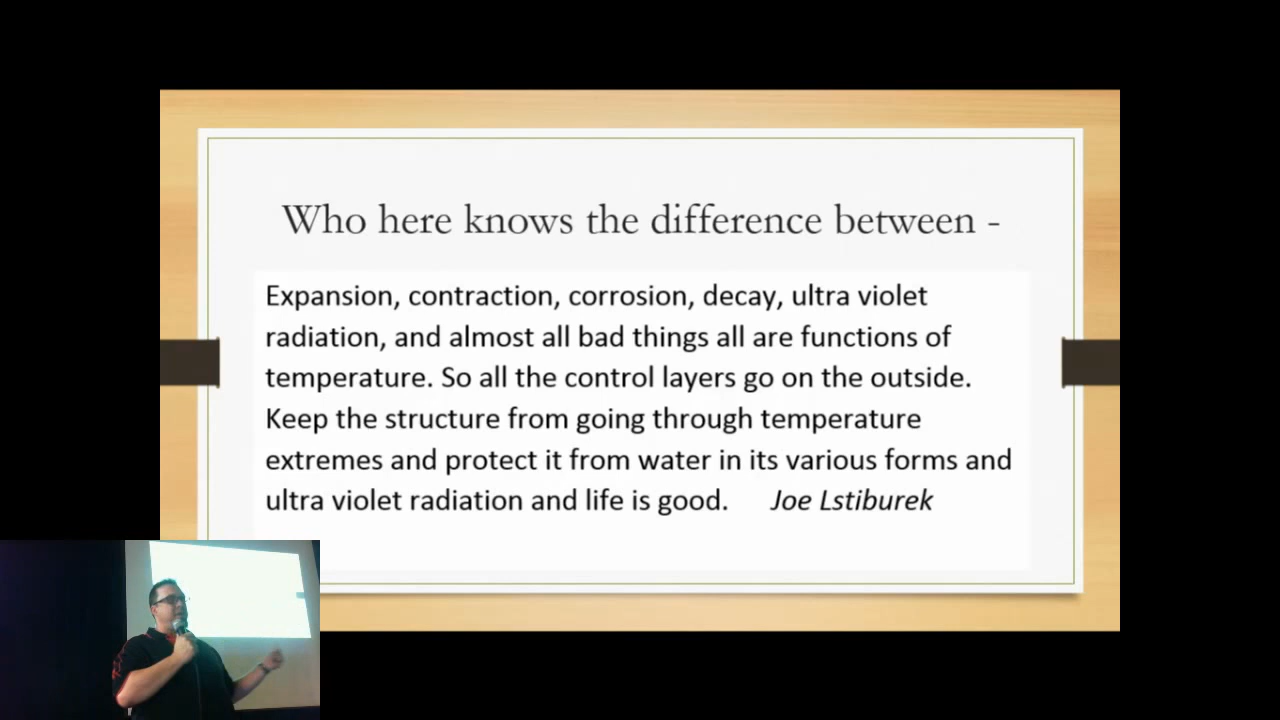 Who here knows the difference between -
Expansion, contraction, corrosion, decay, ultra violet
radiation, and almost all bad things all are functions of
temperature. So all the control layers go on the outside.
Keep the structure from going through temperature
extremes and protect it from water in its various forms and
ultra violet radiation and life is good. Joe Lstiburek